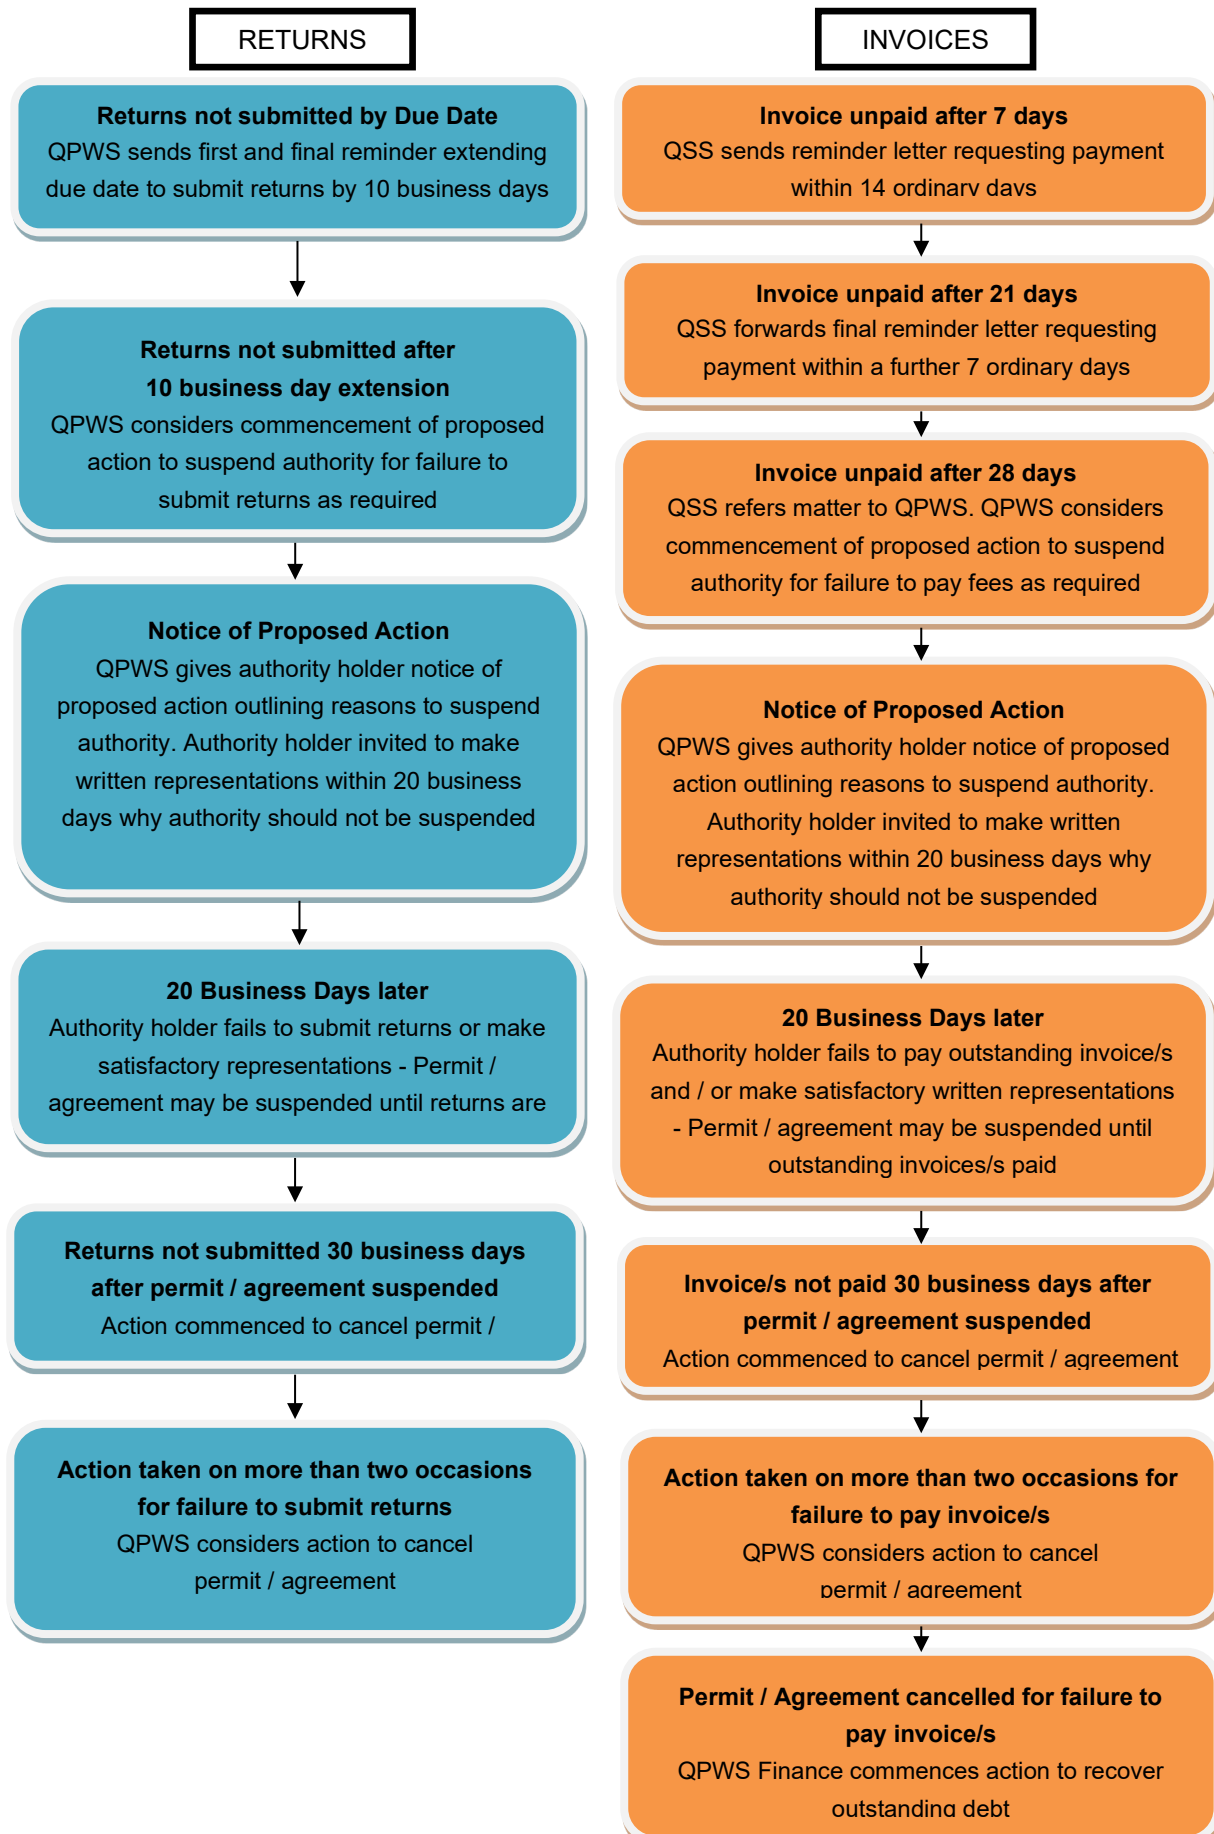 RETURNS
Returns not submitted by Due Date
QPWS sends first and final reminder extending
due date to submit returns by 10 business days
Returns not submitted after
10 business day extension
QPWS considers commencement of proposed
action to suspend authority for failure to
submit returns as required
Notice of Proposed Action
QPWS gives authority holder notice of
proposed action outlining reasons to suspend
authority. Authority holder invited to make
written representations within 20 business
days why authority should not be suspended
20 Business Days later
Authority holder fails to submit returns or make
satisfactory representations - Permit /
agreement may be suspended until returns are
Returns not submitted 30 business days
after permit / agreement suspended
Action commenced to cancel permit /
Action taken on more than two occasions
for failure to submit returns
QPWS considers action to cancel
permit / agreement
INVOICES
Invoice unpaid after 7 days
QSS sends reminder letter requesting payment
within 14 ordinary days
Invoice unpaid after 21 days
QSS forwards final reminder letter requesting
payment within a further 7 ordinary days
Invoice unpaid after 28 days
QSS refers matter to QPWS. QPWS considers
commencement of proposed action to suspend
authority for failure to pay fees as required
Notice of Proposed Action
QPWS gives authority holder notice of proposed
action outlining reasons to suspend authority.
Authority holder invited to make written
representations within 20 business days why
authority should not be suspended
20 Business Days later
Authority holder fails to pay outstanding invoice/s
and / or make satisfactory written representations
- Permit / agreement may be suspended until
outstanding invoices/s paid
Invoice/s not paid 30 business days after
permit / agreement suspended
Action commenced to cancel permit / agreement
Action taken on more than two occasions for
failure to pay invoice/s
QPWS considers action to cancel
permit / agreement
Permit / Agreement cancelled for failure to
pay invoice/s
QPWS Finance commences action to recover
outstanding debt